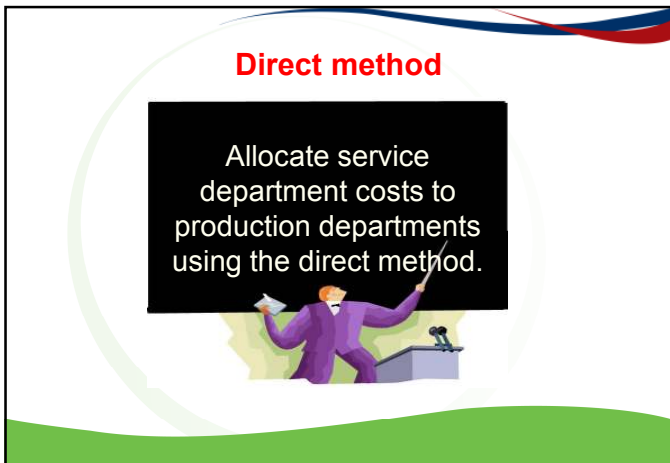 Direct method
Allocate service
department costs to
production departments
using the direct method.